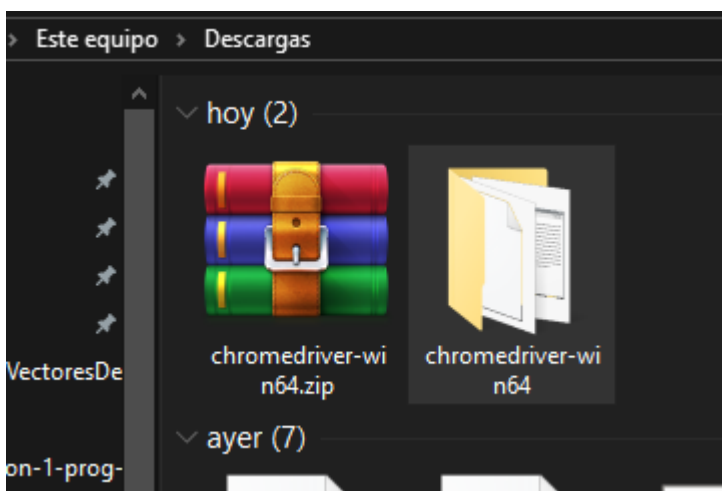 Este equipo > Descargas
hoy (2)
chromedriver-wi
n64.zip
chromedriver-wi
n64
VectoresDe
ayer (7)
on-1-prog-